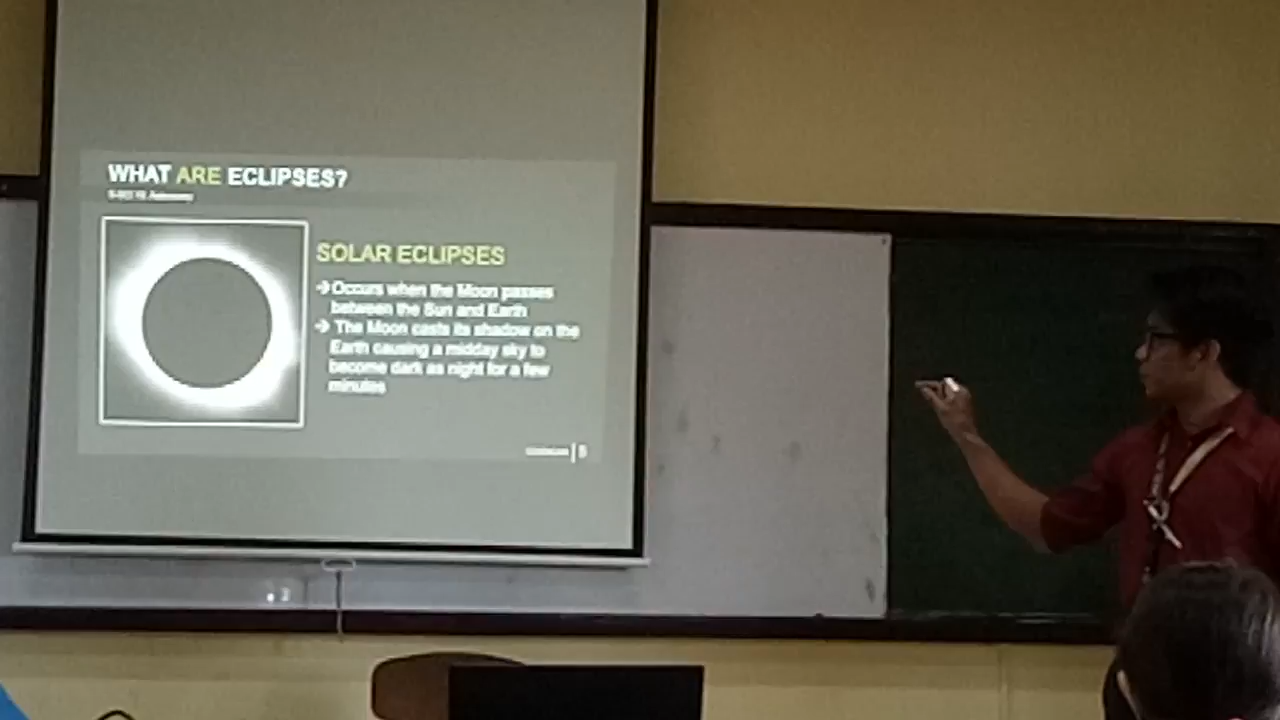 WHAT ARE ECLIPSES?
SOLAR ECLIPSES
➔ Occurs when the Moon passes
between the Sun and Earth
➔ The Moon casts its shadow on the
Earth causing a midday sky to
become dark as night for a few
minutes